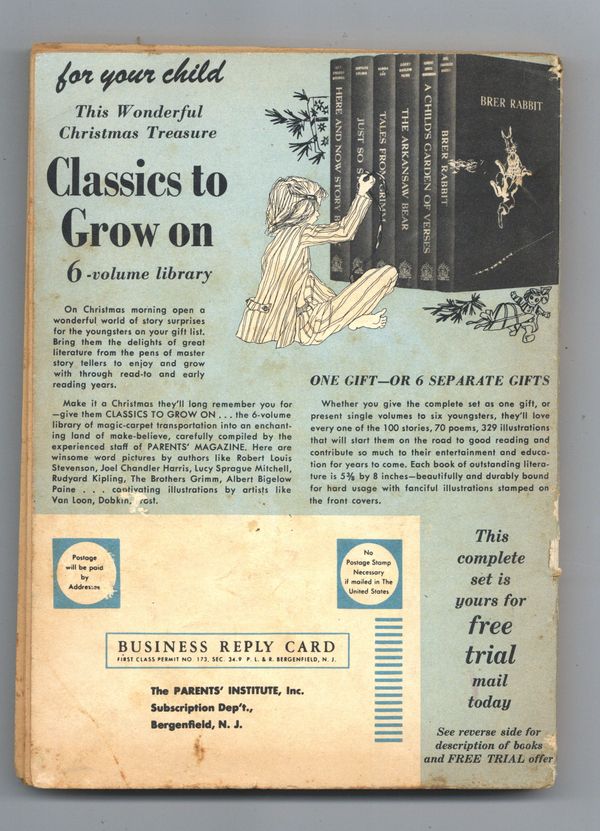 for your child
This Wonderful
Christmas Treasure
Classics to
Grow on
6-volume library
HERE AND NOW STORY B
JUST SO S
TALES FROM GRIMM
THE ARKANSAW BEAR
A CHILD'S GARDEN OF VERSES
BRER RABBIT
BRER RABBIT
On Christmas morning open a
wonderful world of story surprises
for the youngsters on your gift list.
Bring them the delights of great
literature from the pens of master
story tellers to enjoy and grow
with through read-to and early
reading years.
Make it a Christmas they'll long remember you for
—give them CLASSICS TO GROW ON . . . the 6-volume
library of magic-carpet transportation into an enchant-
ing land of make-believe, carefully compiled by the
experienced staff of PARENTS' MAGAZINE. Here are
winsome word pictures by authors like Robert Louis
Stevenson, Joel Chandler Harris, Lucy Sprague Mitchell,
Rudyard Kipling, The Brothers Grimm, Albert Bigelow
Paine . . . captivating illustrations by artists like
Van Loon, Dobkin,
ONE GIFT—OR 6 SEPARATE GIFTS
Whether you give the complete set as one gift, or
present single volumes to six youngsters, they'll love
every one of the 100 stories, 70 poems, 329 illustrations
that will start them on the road to good reading and
contribute so much to their entertainment and educa-
tion for years to come. Each book of outstanding litera-
ture is 5⅜ by 8 inches—beautifully and durably bound
for hard usage with fanciful illustrations stamped on
the front covers.
Postage
will be paid
by
Addressee
No
Postage Stamp
Necessary
if mailed in The
United States
BUSINESS REPLY CARD
FIRST CLASS PERMIT NO. 173, SEC. 34.9 P. L. & R. BERGENFIELD, N. J.
The PARENTS' INSTITUTE, Inc.
Subscription Dep't.,
Bergenfield, N. J.
This
complete
set is
yours for
free
trial
mail
today
See reverse side for
description of books
and FREE TRIAL offer